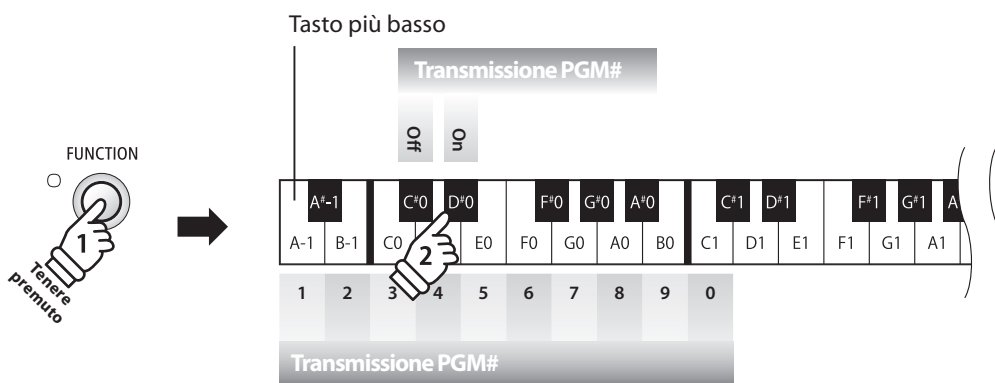 Tasto più basso
Transmissione PGM#
Off On
FUNCTION
1
Tenere
premuto
A#-1 C#0 D#0 F#0 G#0 A#0 C#1 D#1 F#1 G#1 A
A-1 B-1 C0 E0 F0 G0 A0 B0 C1 D1 E1 F1 G1 A1
2
1 2 3 4 5 6 7 8 9 0
Transmissione PGM#